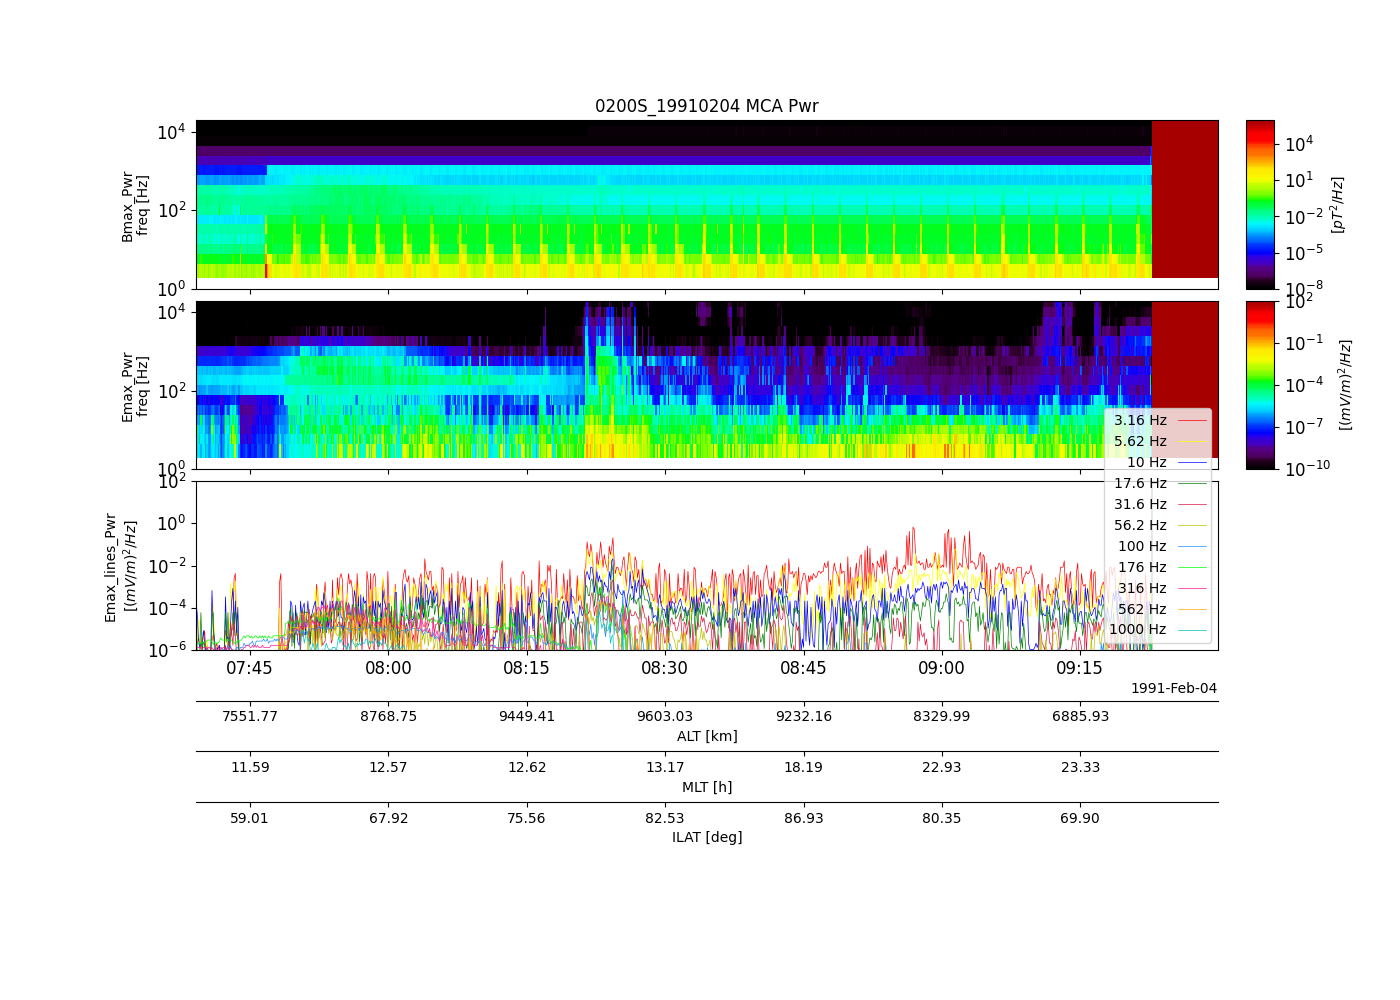 0200S_19910204 MCA Pwr
10^4
10^2
10^0
Bmax_Pwr
freq [Hz]
10^4
10^1
10^-2
10^-5
10^-8
[pT^2/Hz]
10^4
10^2
10^0
Emax_Pwr
freq [Hz]
10^2
10^-1
10^-4
10^-7
10^-10
[(mV/m)^2/Hz]
10^2
10^0
10^-2
10^-4
10^-6
Emax_lines_Pwr
[(mV/m)^2/Hz]
3.16 Hz
5.62 Hz
10 Hz
17.6 Hz
31.6 Hz
56.2 Hz
100 Hz
176 Hz
316 Hz
562 Hz
1000 Hz
07:45 08:00 08:15 08:30 08:45 09:00 09:15
1991-Feb-04
7551.77 8768.75 9449.41 9603.03 9232.16 8329.99 6885.93
ALT [km]
11.59 12.57 12.62 13.17 18.19 22.93 23.33
MLT [h]
59.01 67.92 75.56 82.53 86.93 80.35 69.90
ILAT [deg]